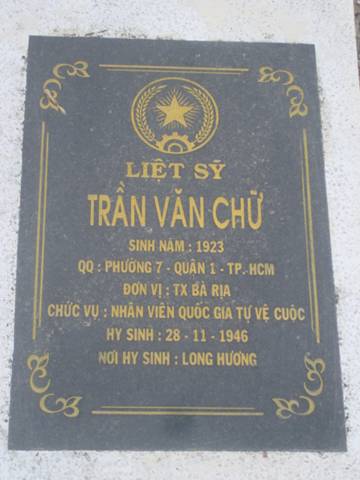 LIỆT SỸ
TRẦN VĂN CHỮ
SINH NĂM : 1923
QQ : PHƯỜNG 7 - QUÂN 1 - TP. HCM
ĐƠN VỊ : TX BÀ RỊA
CHỨC VỤ : NHÂN VIÊN QUỐC GIA TỰ VỆ CUỘC
HY SINH : 28 - 11 - 1946
NƠI HY SINH : LONG HƯƠNG